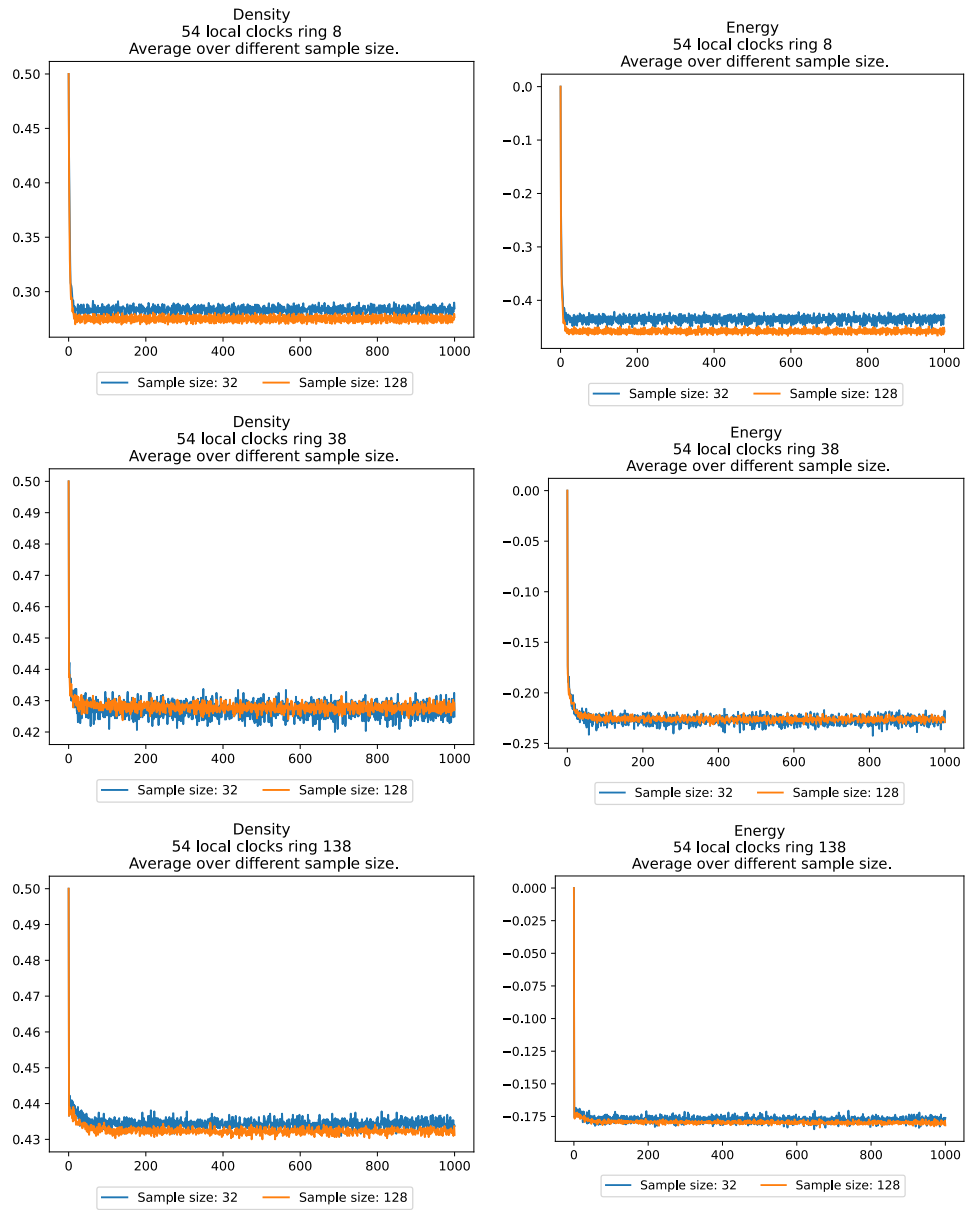 Density
54 local clocks ring 8
Average over different sample size.
0.50
0.45
0.40
0.35
0.30
0 200 400 600 800 1000
Sample size: 32 Sample size: 128
Energy
54 local clocks ring 8
Average over different sample size.
0.0
−0.1
−0.2
−0.3
−0.4
0 200 400 600 800 1000
Sample size: 32 Sample size: 128
Density
54 local clocks ring 38
Average over different sample size.
0.50
0.49
0.48
0.47
0.46
0.45
0.44
0.43
0.42
0 200 400 600 800 1000
Sample size: 32 Sample size: 128
Energy
54 local clocks ring 38
Average over different sample size.
0.00
−0.05
−0.10
−0.15
−0.20
−0.25
0 200 400 600 800 1000
Sample size: 32 Sample size: 128
Density
54 local clocks ring 138
Average over different sample size.
0.50
0.49
0.48
0.47
0.46
0.45
0.44
0.43
0 200 400 600 800 1000
Sample size: 32 Sample size: 128
Energy
54 local clocks ring 138
Average over different sample size.
0.000
−0.025
−0.050
−0.075
−0.100
−0.125
−0.150
−0.175
0 200 400 600 800 1000
Sample size: 32 Sample size: 128